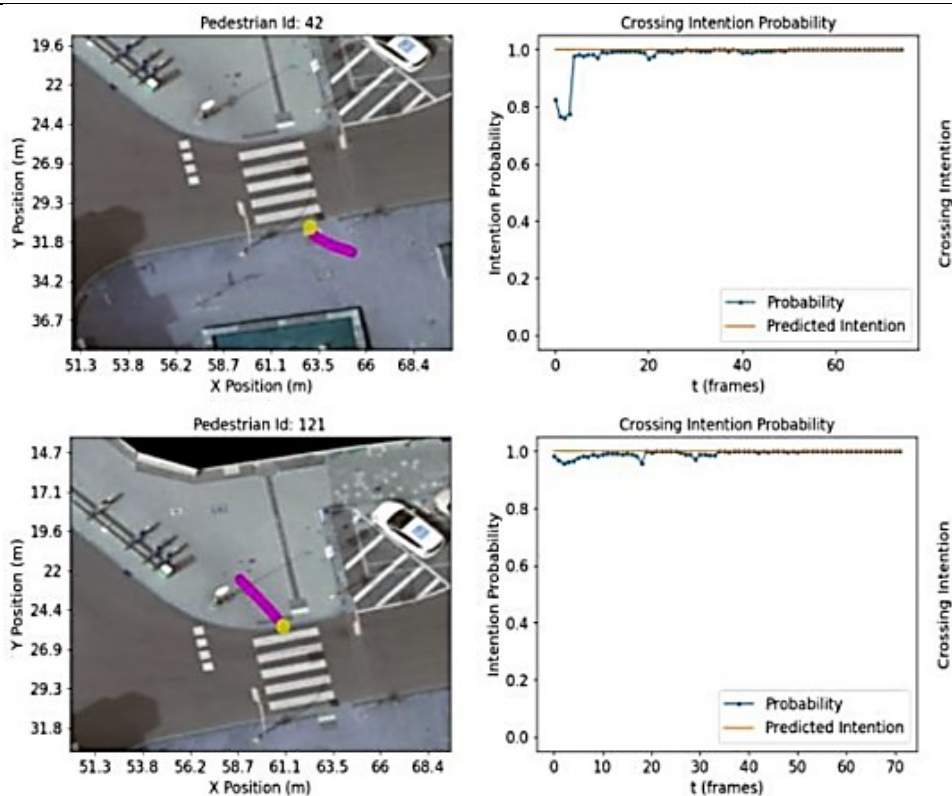 Pedestrian Id: 42
19.6
22
24.4
26.9
29.3
31.8
34.2
36.7
Y Position (m)
51.3 53.8 56.2 58.7 61.1 63.5 66 68.4
X Position (m)
Crossing Intention Probability
1.0
0.8
0.6
0.4
0.2
0.0
Intention Probability
Probability
Predicted Intention
0 20 40 60
t (frames)
Crossing Intention
Pedestrian Id: 121
14.7
17.1
19.6
22
24.4
26.9
29.3
31.8
Y Position (m)
51.3 53.8 56.2 58.7 61.1 63.5 66 68.4
X Position (m)
Crossing Intention Probability
1.0
0.8
0.6
0.4
0.2
0.0
Intention Probability
Probability
Predicted Intention
0 10 20 30 40 50 60 70
t (frames)
Crossing Intention